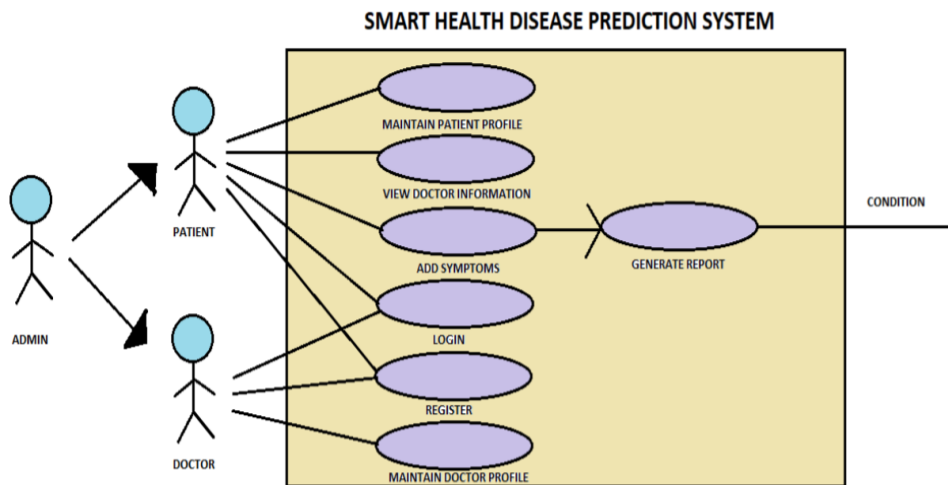 SMART HEALTH DISEASE PREDICTION SYSTEM
MAINTAIN PATIENT PROFILE
VIEW DOCTOR INFORMATION
PATIENT
ADD SYMPTOMS
GENERATE REPORT
CONDITION
ADMIN
LOGIN
REGISTER
DOCTOR
MAINTAIN DOCTOR PROFILE